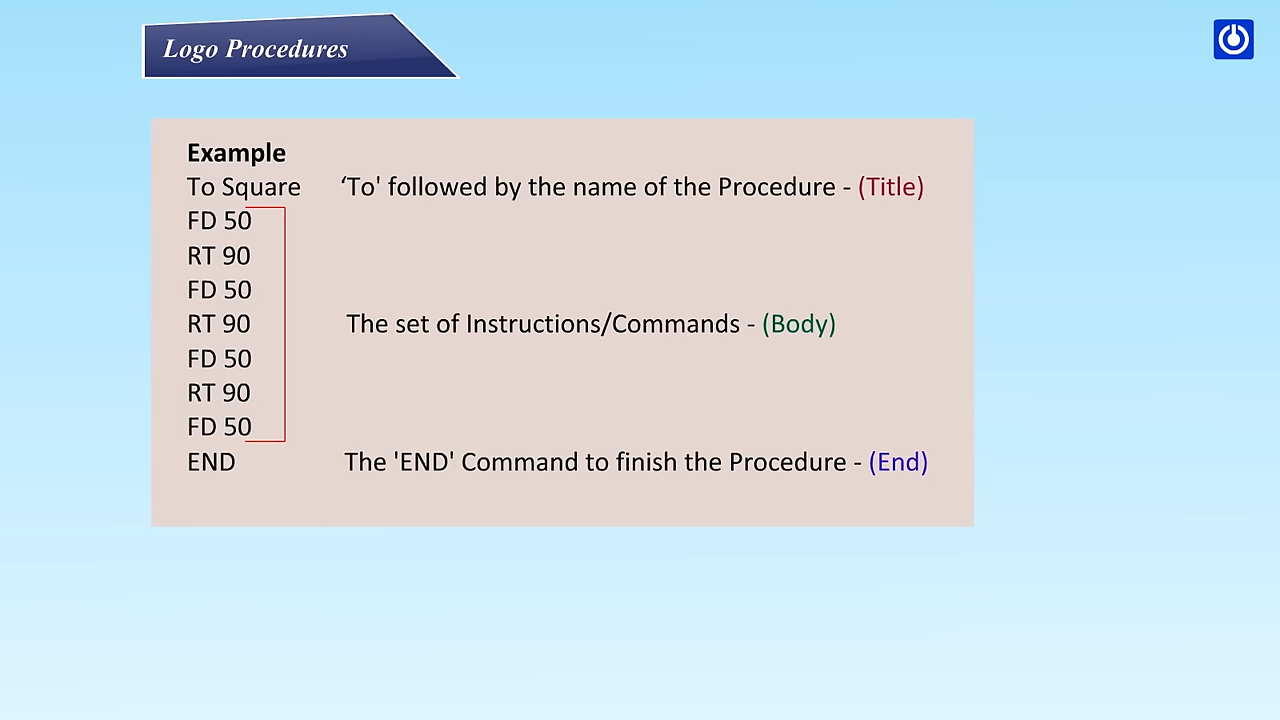 Logo Procedures
Example
To Square ‘To' followed by the name of the Procedure - (Title)
FD 50
RT 90
FD 50
RT 90 The set of Instructions/Commands - (Body)
FD 50
RT 90
FD 50
END The 'END' Command to finish the Procedure - (End)